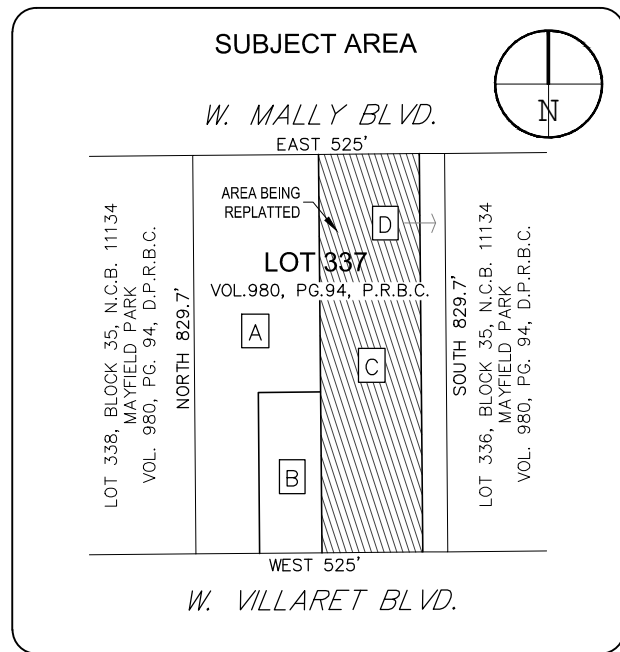 SUBJECT AREA
N
W. MALLY BLVD.
EAST 525'
AREA BEING
REPLATTED
D
LOT 337
VOL.980, PG.94, P.R.B.C.
A
C
B
LOT 338, BLOCK 35, N.C.B. 11134
MAYFIELD PARK
VOL. 980, PG. 94, D.P.R.B.C.
NORTH 829.7'
SOUTH 829.7'
LOT 336, BLOCK 35, N.C.B. 11134
MAYFIELD PARK
VOL. 980, PG. 94, D.P.R.B.C.
WEST 525'
W. VILLARET BLVD.